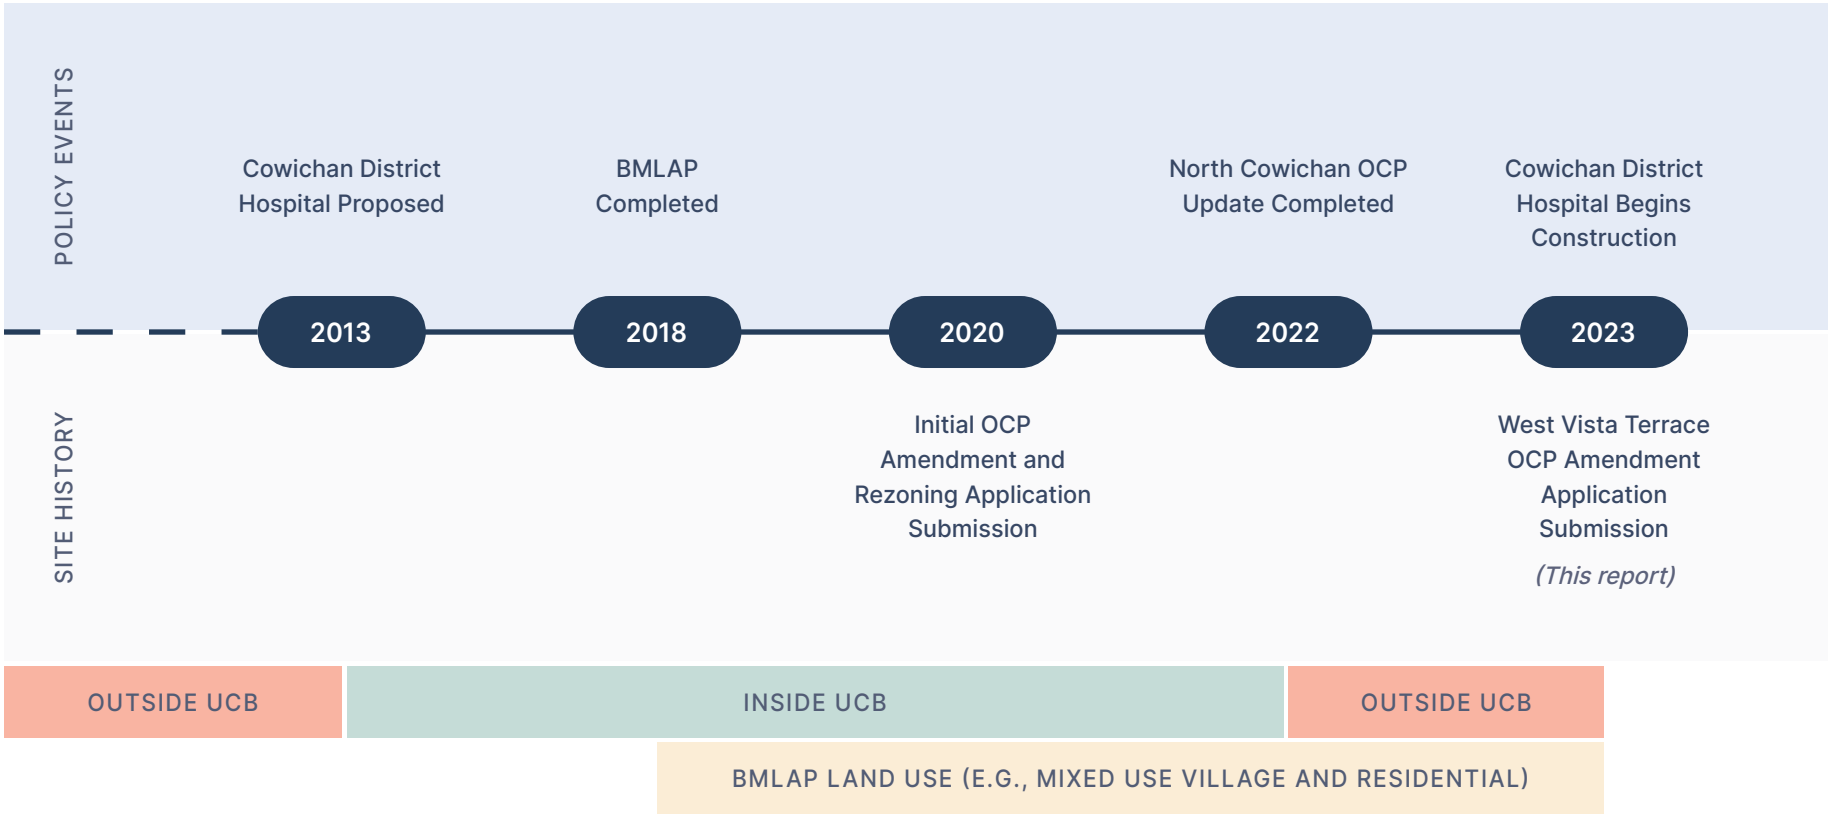 POLICY EVENTS
Cowichan District
Hospital Proposed
BMLAP
Completed
North Cowichan OCP
Update Completed
Cowichan District
Hospital Begins
Construction
2013
2018
2020
2022
2023
SITE HISTORY
Initial OCP
Amendment and
Rezoning Application
Submission
West Vista Terrace
OCP Amendment
Application
Submission
(This report)
OUTSIDE UCB
INSIDE UCB
OUTSIDE UCB
BMLAP LAND USE (E.G., MIXED USE VILLAGE AND RESIDENTIAL)